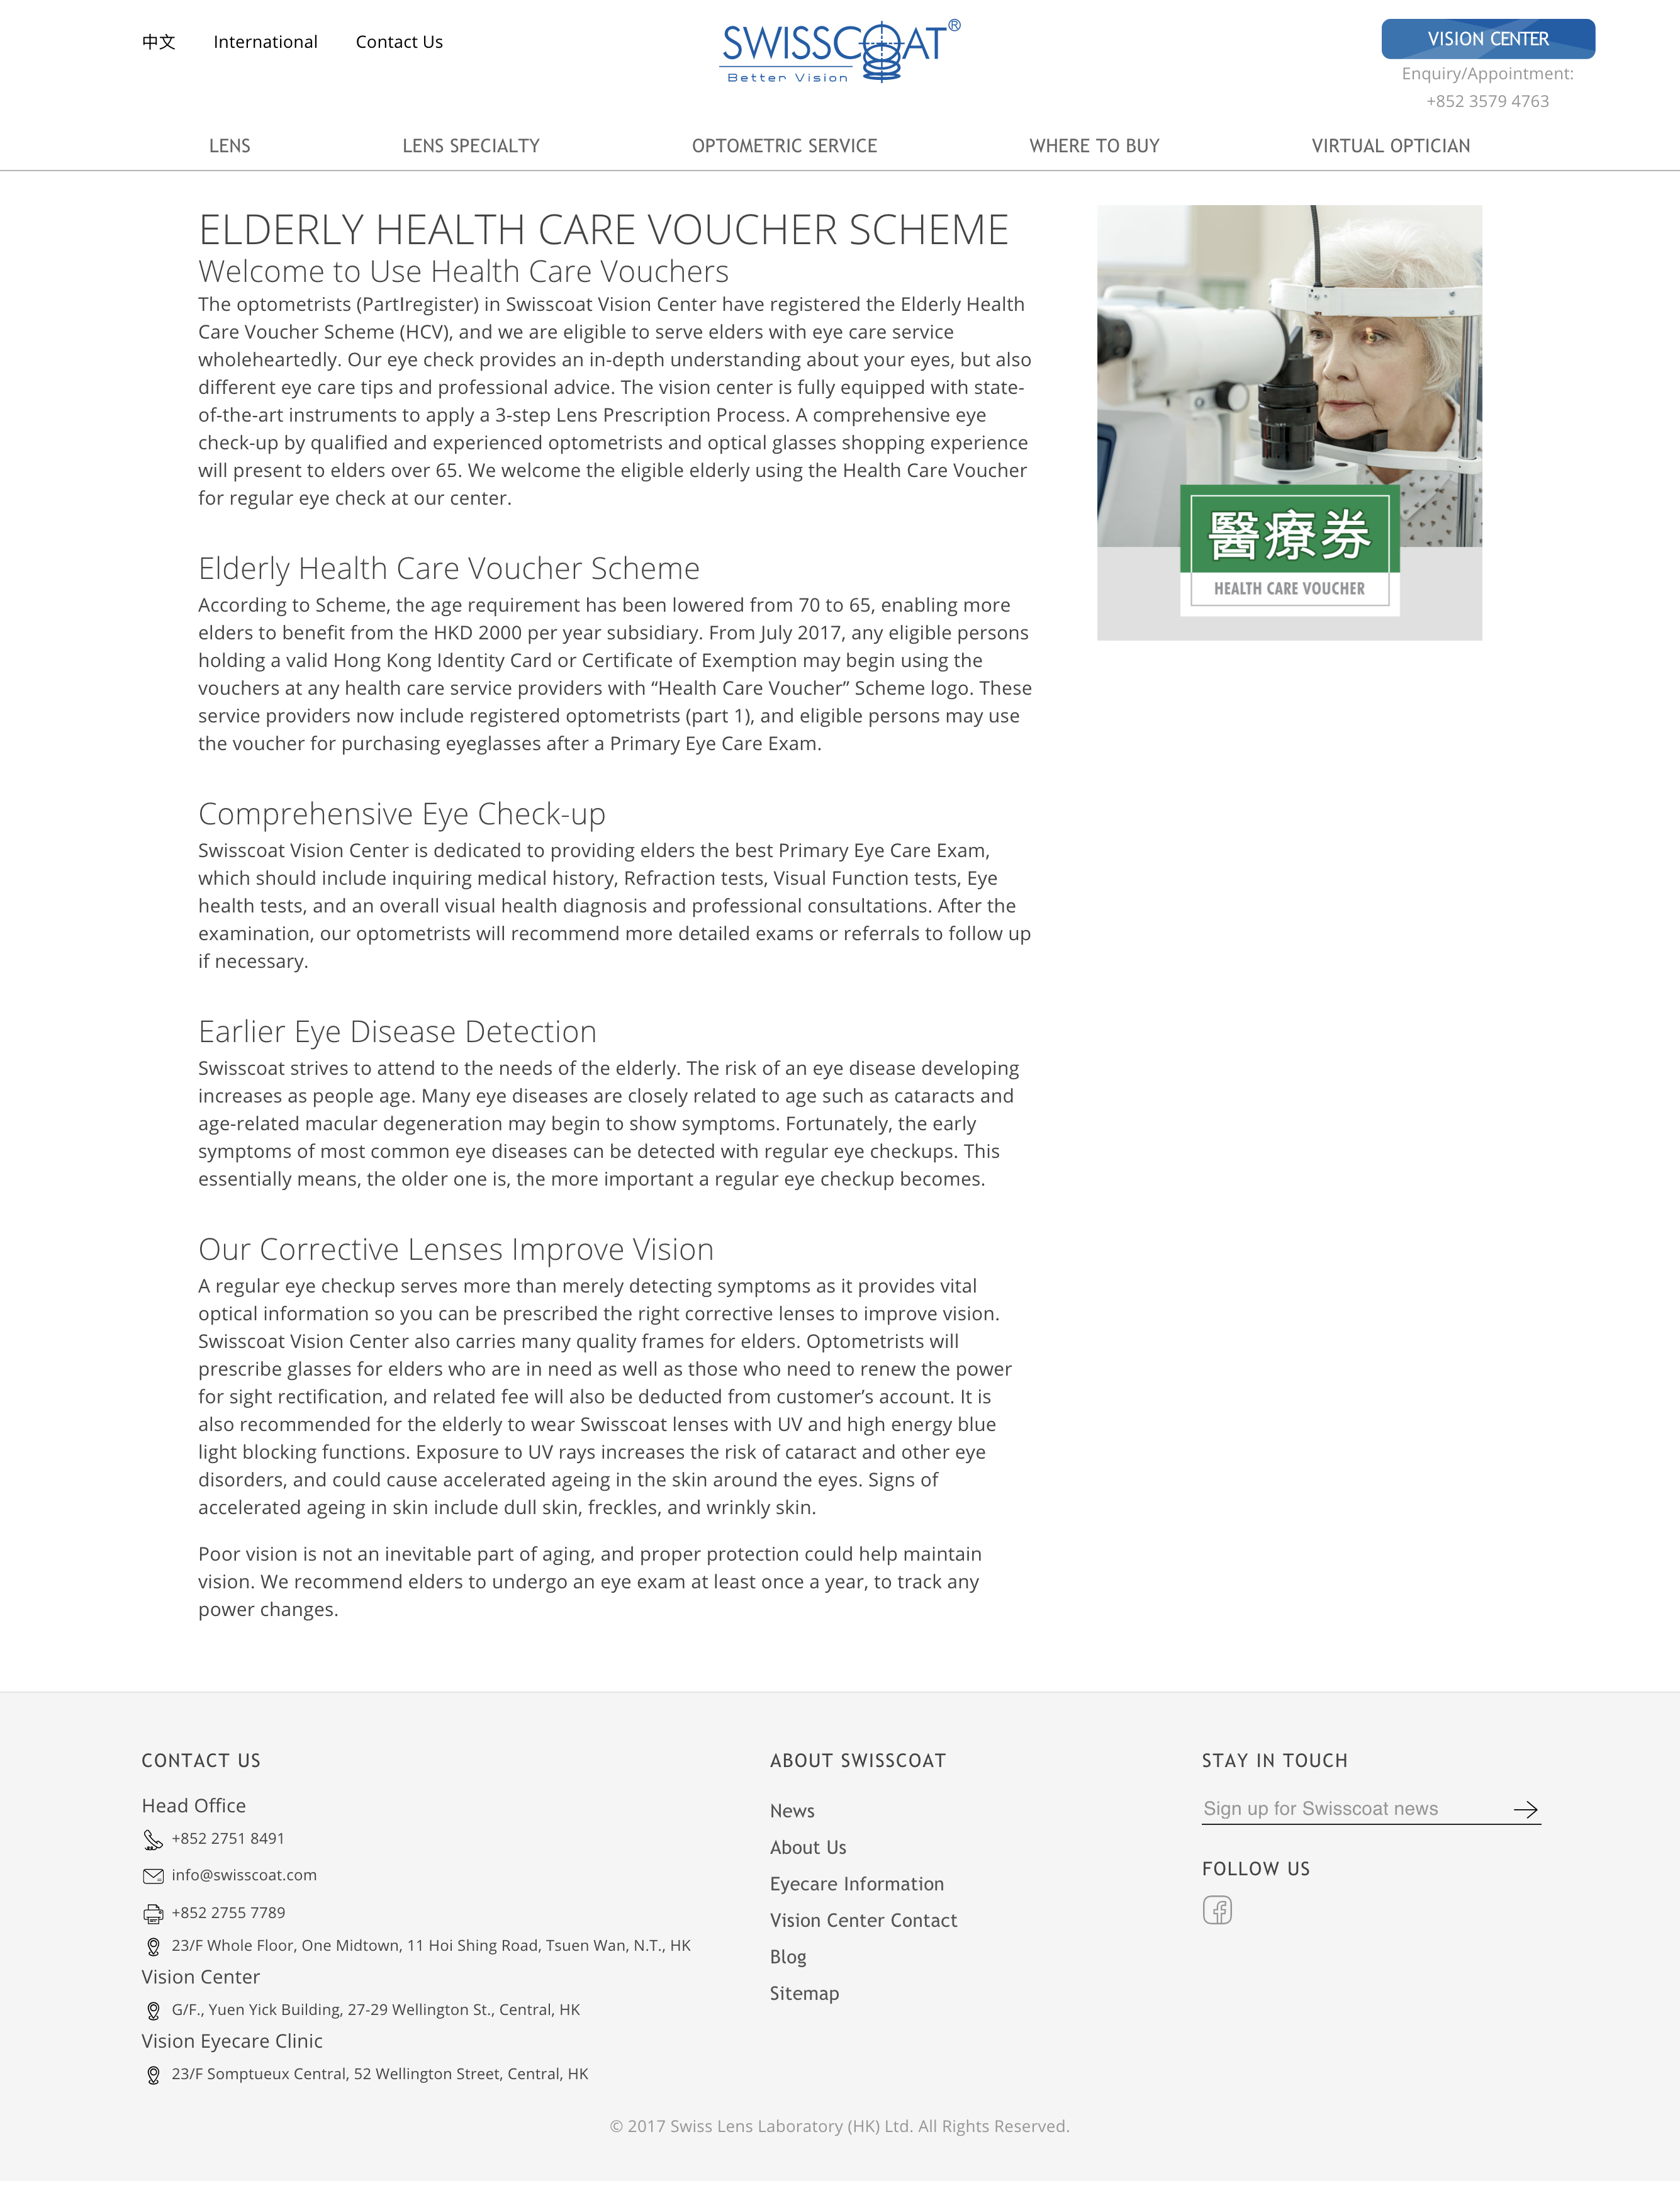 中文 International Contact Us
SWISSCOAT®
Better Vision
VISION CENTER
Enquiry/Appointment:
+852 3579 4763
LENS LENS SPECIALTY OPTOMETRIC SERVICE WHERE TO BUY VIRTUAL OPTICIAN
ELDERLY HEALTH CARE VOUCHER SCHEME
Welcome to Use Health Care Vouchers
The optometrists (PartⅠregister) in Swisscoat Vision Center have registered the Elderly Health
Care Voucher Scheme (HCV), and we are eligible to serve elders with eye care service
wholeheartedly. Our eye check provides an in-depth understanding about your eyes, but also
different eye care tips and professional advice. The vision center is fully equipped with state-
of-the-art instruments to apply a 3-step Lens Prescription Process. A comprehensive eye
check-up by qualified and experienced optometrists and optical glasses shopping experience
will present to elders over 65. We welcome the eligible elderly using the Health Care Voucher
for regular eye check at our center.
醫療券
HEALTH CARE VOUCHER
Elderly Health Care Voucher Scheme
According to Scheme, the age requirement has been lowered from 70 to 65, enabling more
elders to benefit from the HKD 2000 per year subsidiary. From July 2017, any eligible persons
holding a valid Hong Kong Identity Card or Certificate of Exemption may begin using the
vouchers at any health care service providers with “Health Care Voucher” Scheme logo. These
service providers now include registered optometrists (part 1), and eligible persons may use
the voucher for purchasing eyeglasses after a Primary Eye Care Exam.
Comprehensive Eye Check-up
Swisscoat Vision Center is dedicated to providing elders the best Primary Eye Care Exam,
which should include inquiring medical history, Refraction tests, Visual Function tests, Eye
health tests, and an overall visual health diagnosis and professional consultations. After the
examination, our optometrists will recommend more detailed exams or referrals to follow up
if necessary.
Earlier Eye Disease Detection
Swisscoat strives to attend to the needs of the elderly. The risk of an eye disease developing
increases as people age. Many eye diseases are closely related to age such as cataracts and
age-related macular degeneration may begin to show symptoms. Fortunately, the early
symptoms of most common eye diseases can be detected with regular eye checkups. This
essentially means, the older one is, the more important a regular eye checkup becomes.
Our Corrective Lenses Improve Vision
A regular eye checkup serves more than merely detecting symptoms as it provides vital
optical information so you can be prescribed the right corrective lenses to improve vision.
Swisscoat Vision Center also carries many quality frames for elders. Optometrists will
prescribe glasses for elders who are in need as well as those who need to renew the power
for sight rectification, and related fee will also be deducted from customer’s account. It is
also recommended for the elderly to wear Swisscoat lenses with UV and high energy blue
light blocking functions. Exposure to UV rays increases the risk of cataract and other eye
disorders, and could cause accelerated ageing in the skin around the eyes. Signs of
accelerated ageing in skin include dull skin, freckles, and wrinkly skin.
Poor vision is not an inevitable part of aging, and proper protection could help maintain
vision. We recommend elders to undergo an eye exam at least once a year, to track any
power changes.
CONTACT US
Head Office
+852 2751 8491
info@swisscoat.com
+852 2755 7789
23/F Whole Floor, One Midtown, 11 Hoi Shing Road, Tsuen Wan, N.T., HK
Vision Center
G/F., Yuen Yick Building, 27-29 Wellington St., Central, HK
Vision Eyecare Clinic
23/F Somptueux Central, 52 Wellington Street, Central, HK
ABOUT SWISSCOAT
News
About Us
Eyecare Information
Vision Center Contact
Blog
Sitemap
STAY IN TOUCH
Sign up for Swisscoat news
FOLLOW US
© 2017 Swiss Lens Laboratory (HK) Ltd. All Rights Reserved.